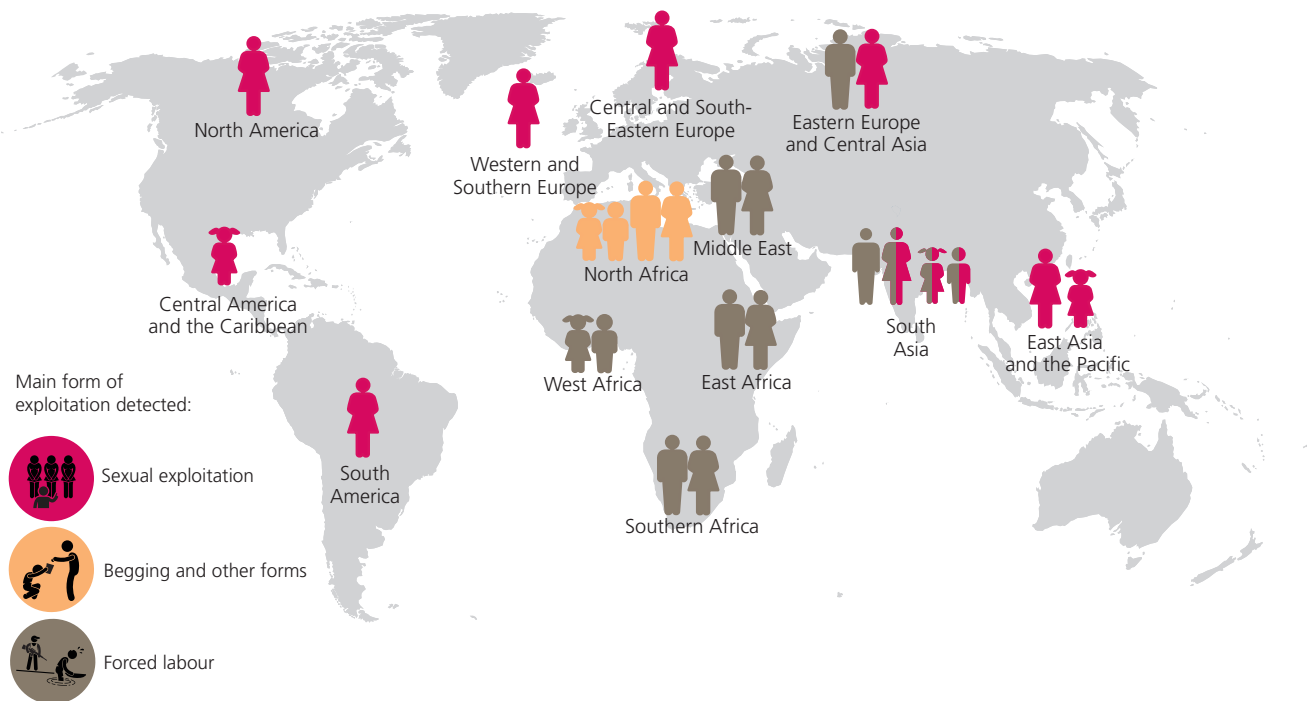 North America
Central and South-
Eastern Europe
Eastern Europe
and Central Asia
Western and
Southern Europe
Middle East
North Africa
Central America
and the Caribbean
South
Asia
East Asia
and the Pacific
West Africa
East Africa
South
America
Southern Africa
Main form of
exploitation detected:
Sexual exploitation
Begging and other forms
Forced labour